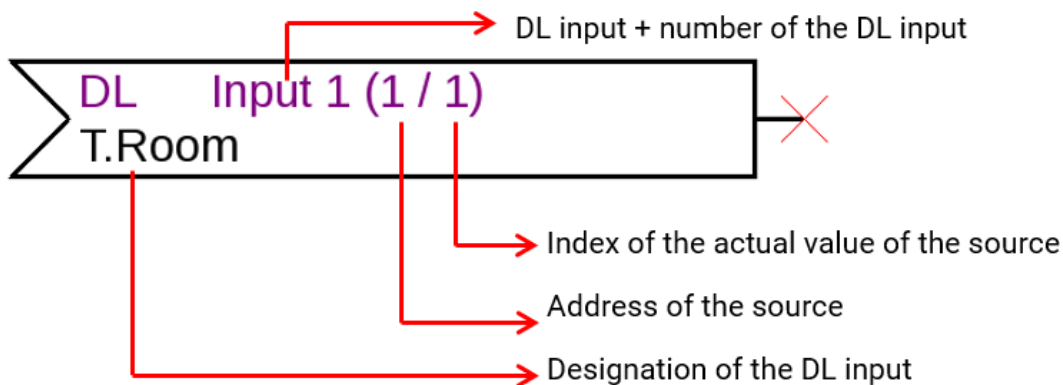 DL input + number of the DL input
DL Input 1 (1 / 1)
T.Room
Index of the actual value of the source
Address of the source
Designation of the DL input